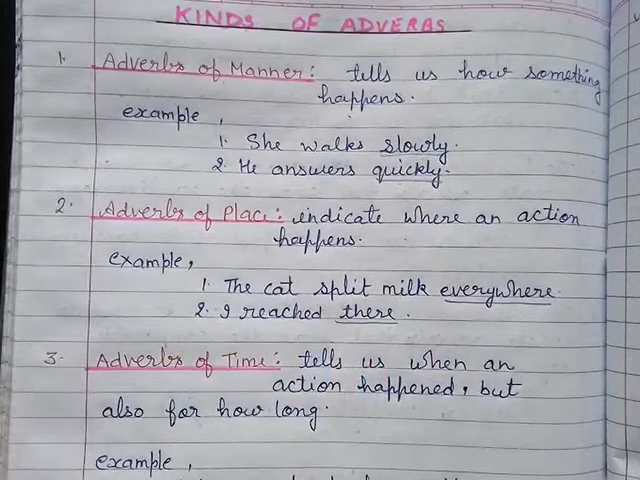 KINDS OF ADVERBS
1. Adverbs of Manner: tells us how something
happens.
example,
1. She walks slowly.
2. He answers quickly.
2. Adverbs of Place: indicate where an action
happens.
example,
1. The cat split milk everywhere.
2. I reached there.
3. Adverbs of Time: tells us when an
action happened, but
also for how long.
example,